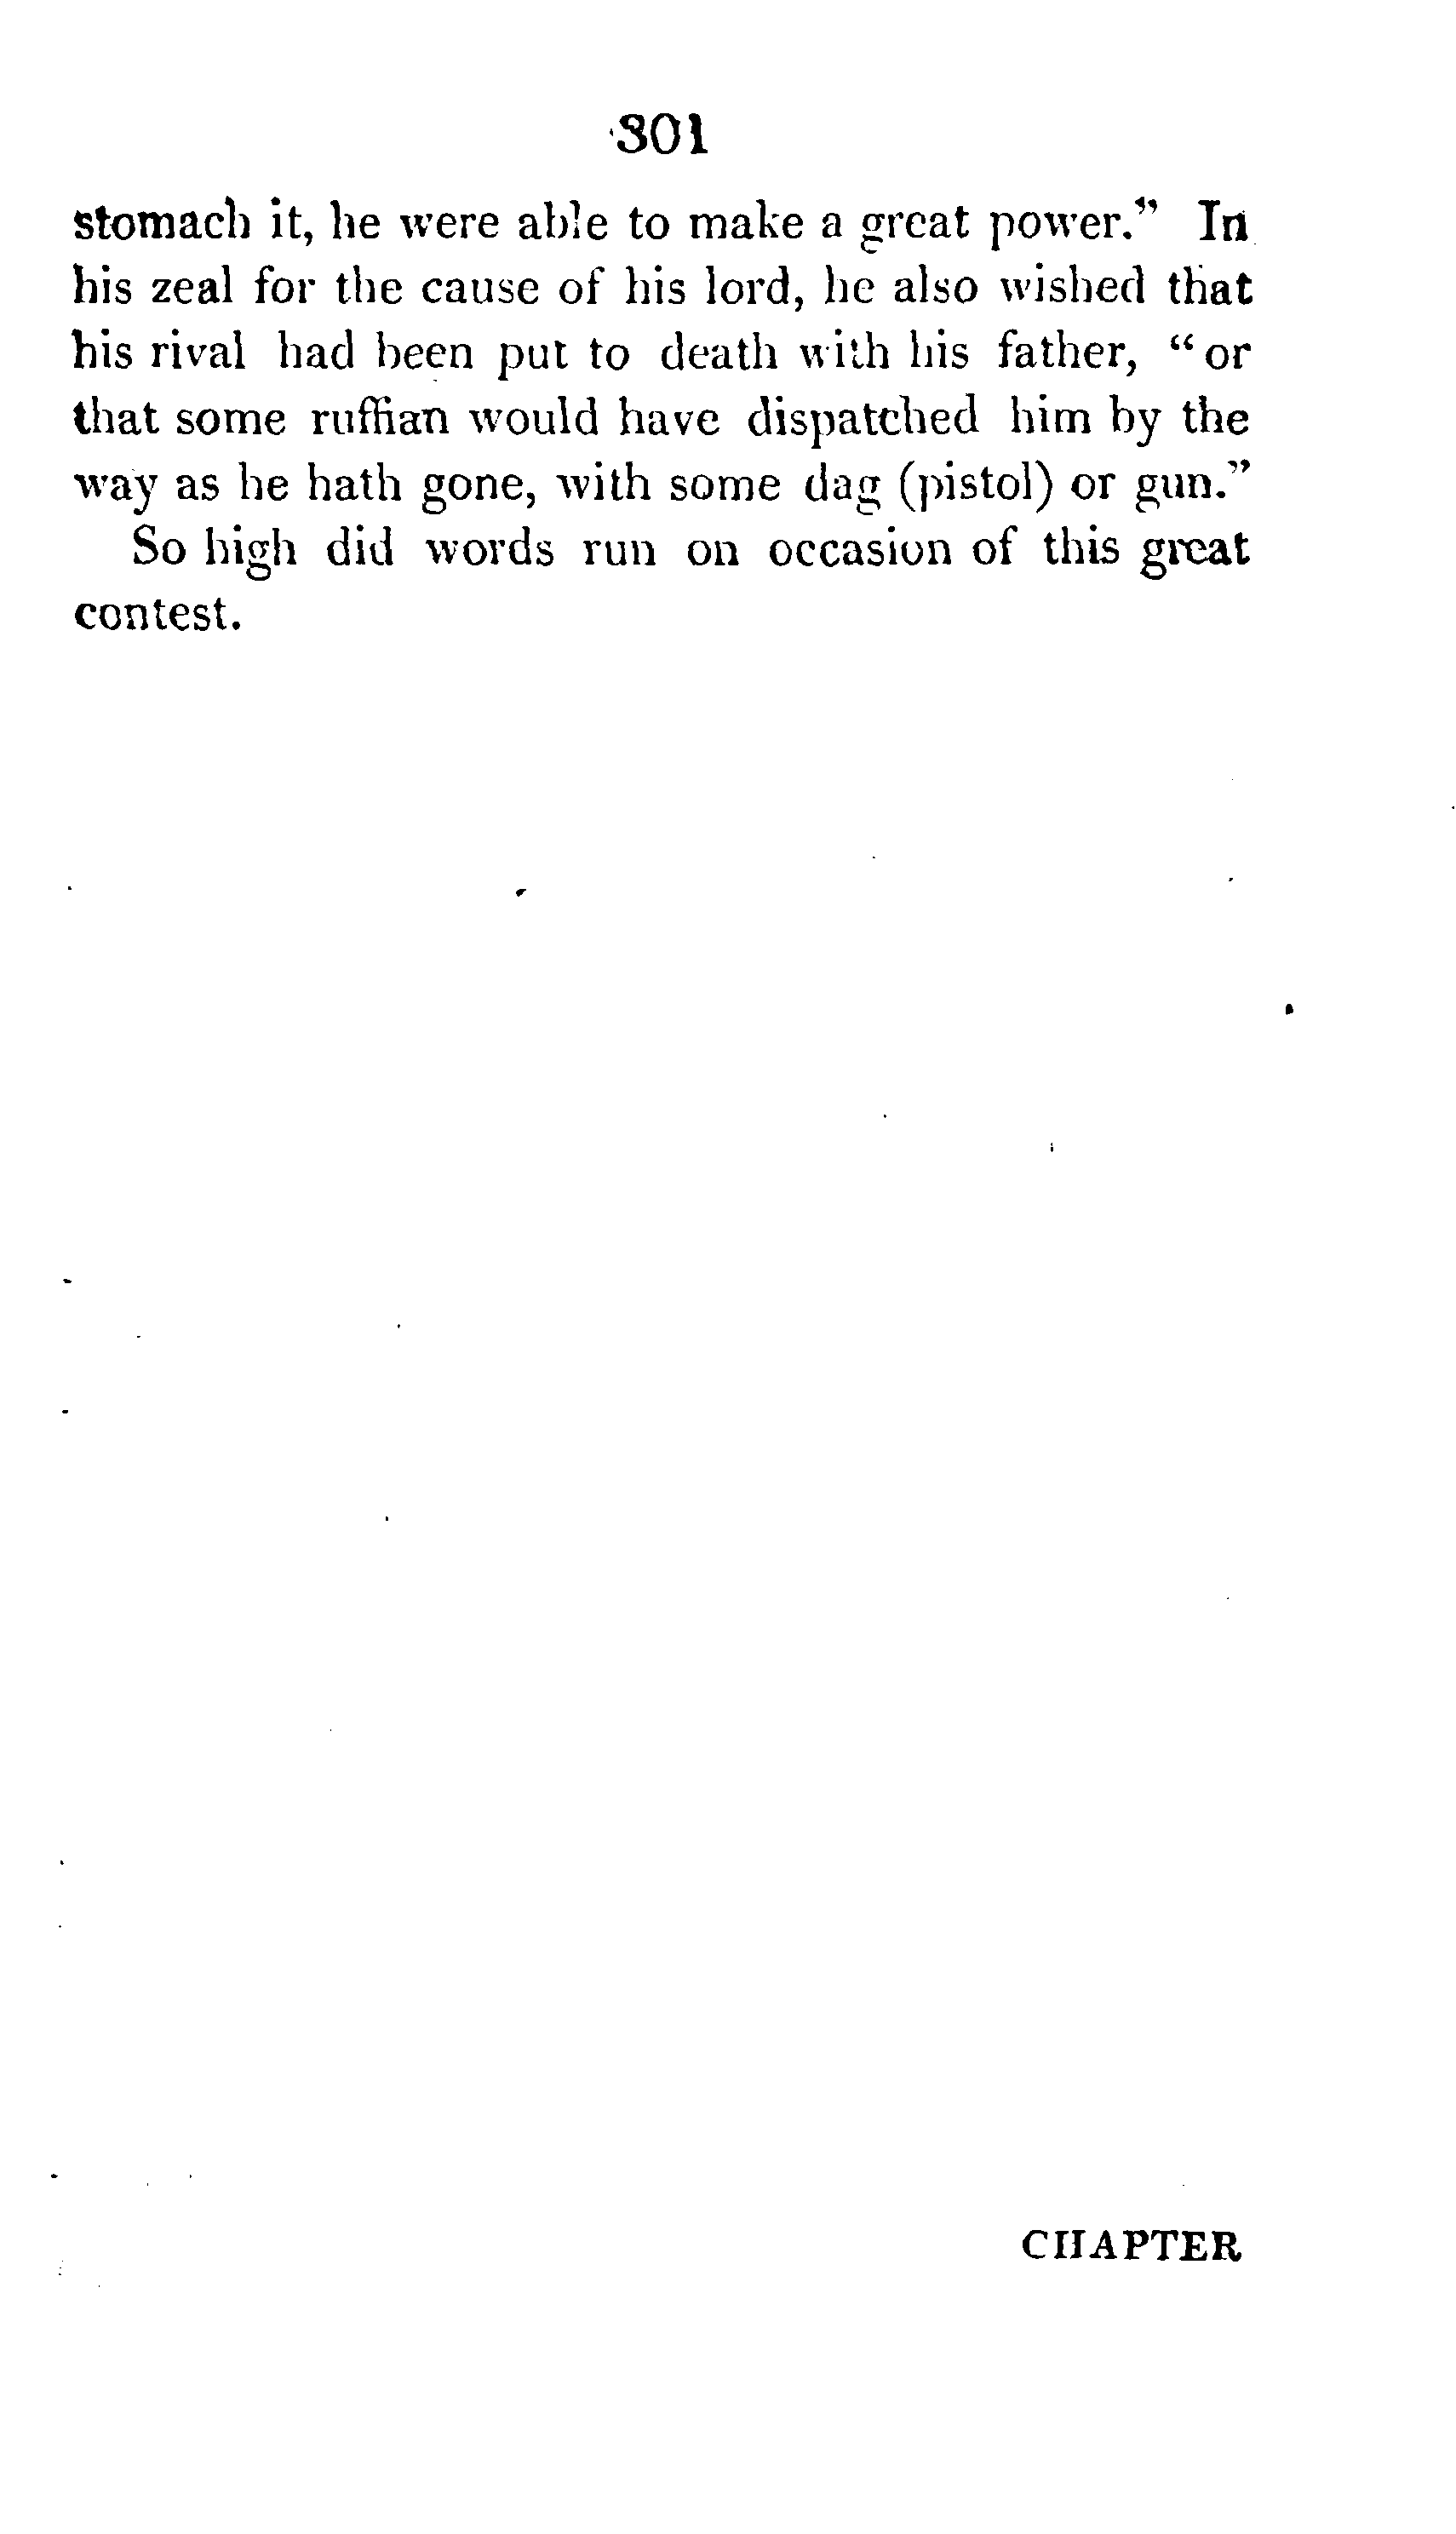 301
stomach it, he were able to make a great power." In
his zeal for the cause of his lord, he also wished that
his rival had been put to death with his father, "or
that some ruffian would have dispatched him by the
way as he hath gone, with some dag (pistol) or gun."
So high did words run on occasion of this great
contest.
CHAPTER